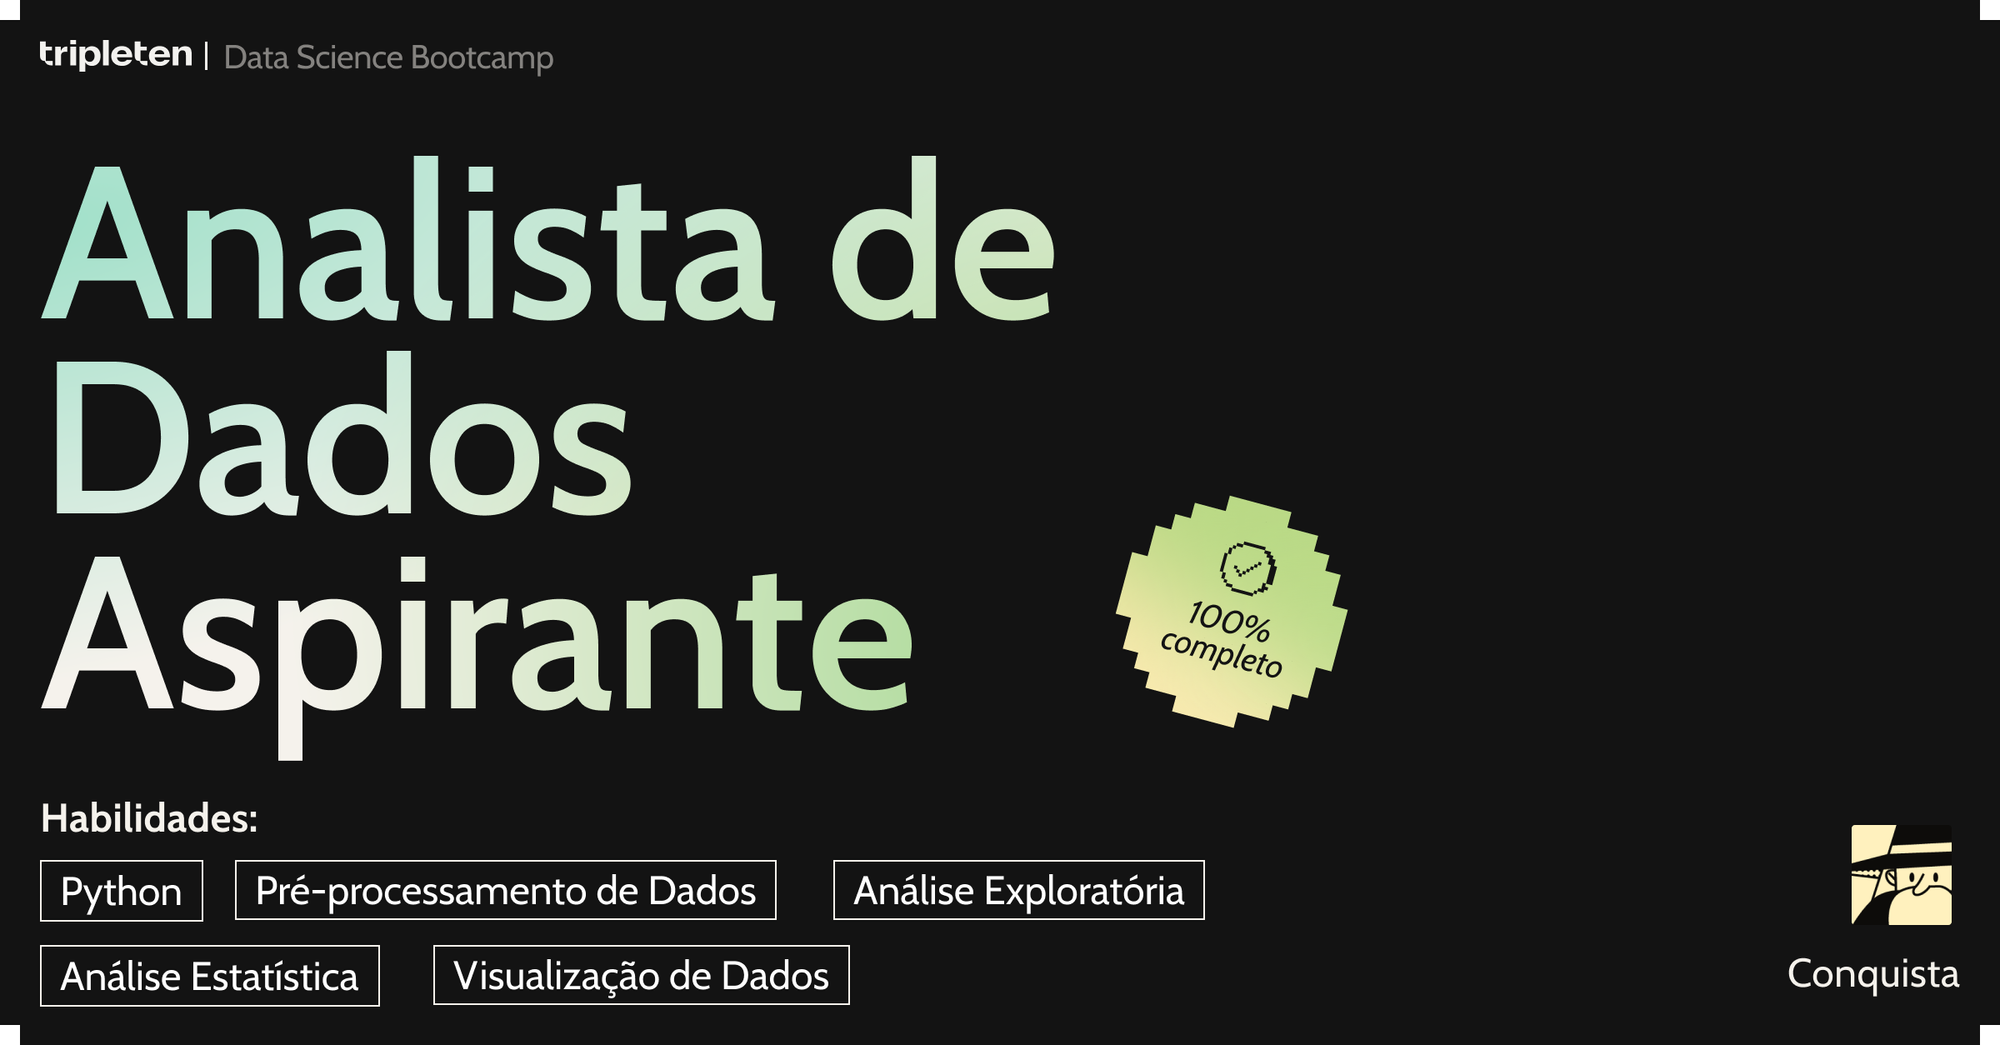 tripleten | Data Science Bootcamp
Analista de
Dados
Aspirante
100%
completo
Habilidades:
Python
Pré-processamento de Dados
Análise Exploratória
Análise Estatística
Visualização de Dados
Conquista